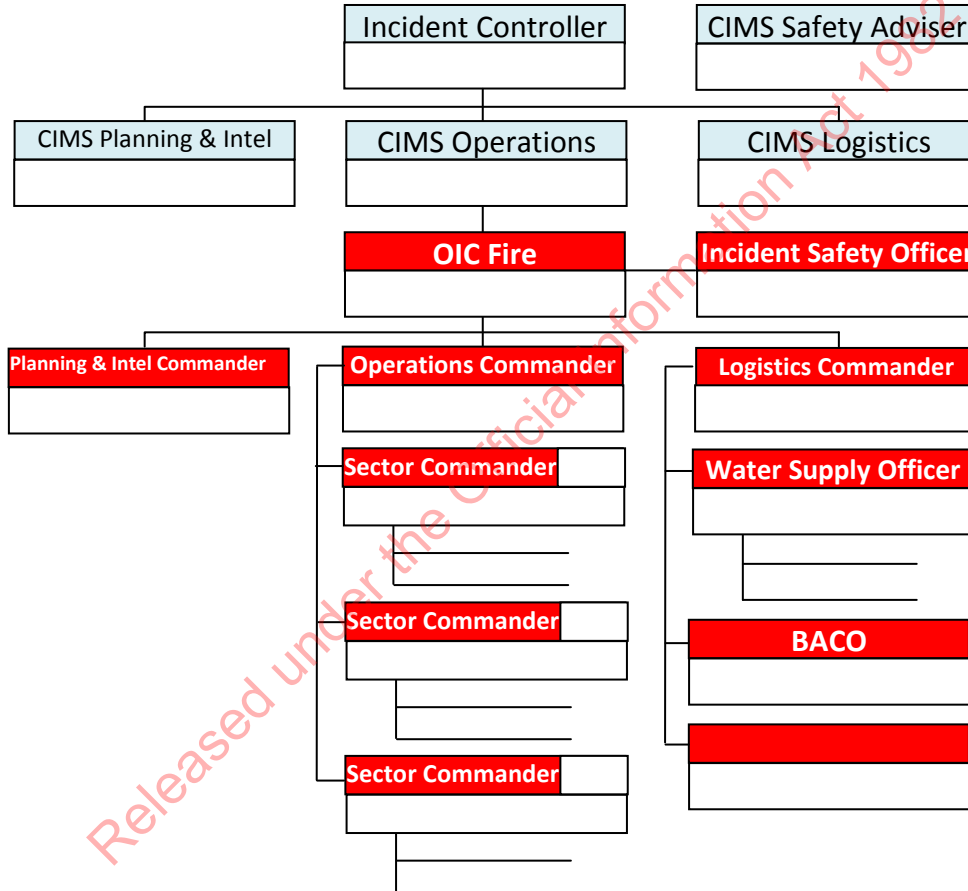 Incident Controller
CIMS Safety Adviser
CIMS Planning & Intel
CIMS Operations
CIMS Logistics
OIC Fire
Incident Safety Officer
Planning & Intel Commander
Operations Commander
Logistics Commander
Sector Commander
Water Supply Officer
Sector Commander
BACO
Sector Commander
Released under the Official Information Act 1982